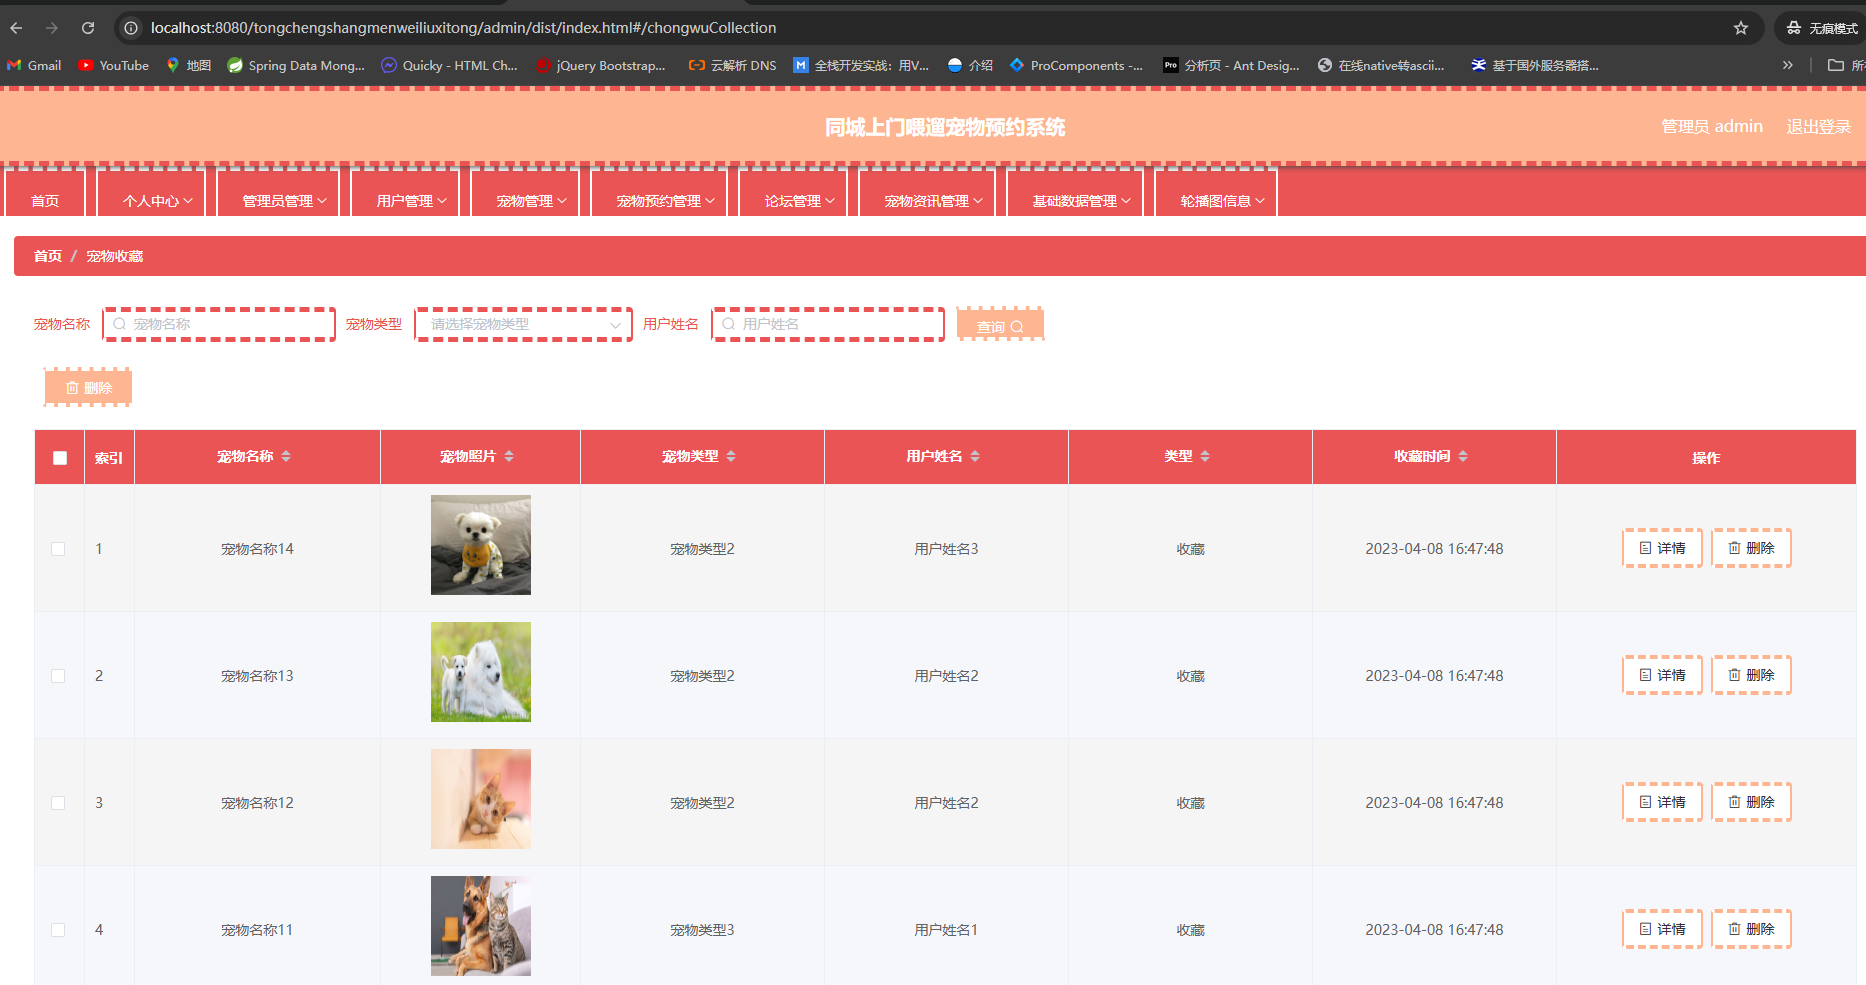 localhost:8080/tongchengshangmenweiliuxitong/admin/dist/index.html#/chongwuCollection
无痕模式
Gmail YouTube 地图 Spring Data Mong... Quicky - HTML Ch... jQuery Bootstrap... 云解析 DNS 全栈开发实战：用V... 介绍 ProComponents -... 分析页 - Ant Desig... 在线native转ascii... 基于国外服务器搭... » 所
同城上门喂遛宠物预约系统
管理员 admin 退出登录
首页 个人中心 管理员管理 用户管理 宠物管理 宠物预约管理 论坛管理 宠物资讯管理 基础数据管理 轮播图信息
首页 / 宠物收藏
宠物名称 宠物名称 宠物类型 请选择宠物类型 用户姓名 用户姓名 查询
删除
索引 宠物名称 宠物照片 宠物类型 用户姓名 类型 收藏时间 操作
1 宠物名称14 宠物类型2 用户姓名3 收藏 2023-04-08 16:47:48 详情 删除
2 宠物名称13 宠物类型2 用户姓名2 收藏 2023-04-08 16:47:48 详情 删除
3 宠物名称12 宠物类型2 用户姓名2 收藏 2023-04-08 16:47:48 详情 删除
4 宠物名称11 宠物类型3 用户姓名1 收藏 2023-04-08 16:47:48 详情 删除